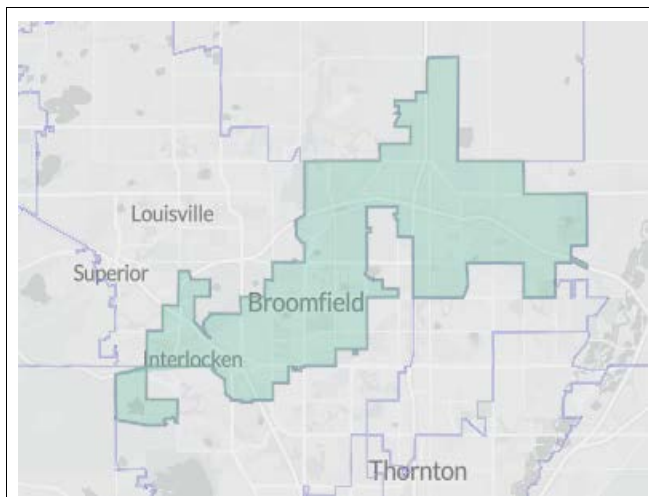 Louisville
Superior
Broomfield
Interlocken
Thornton